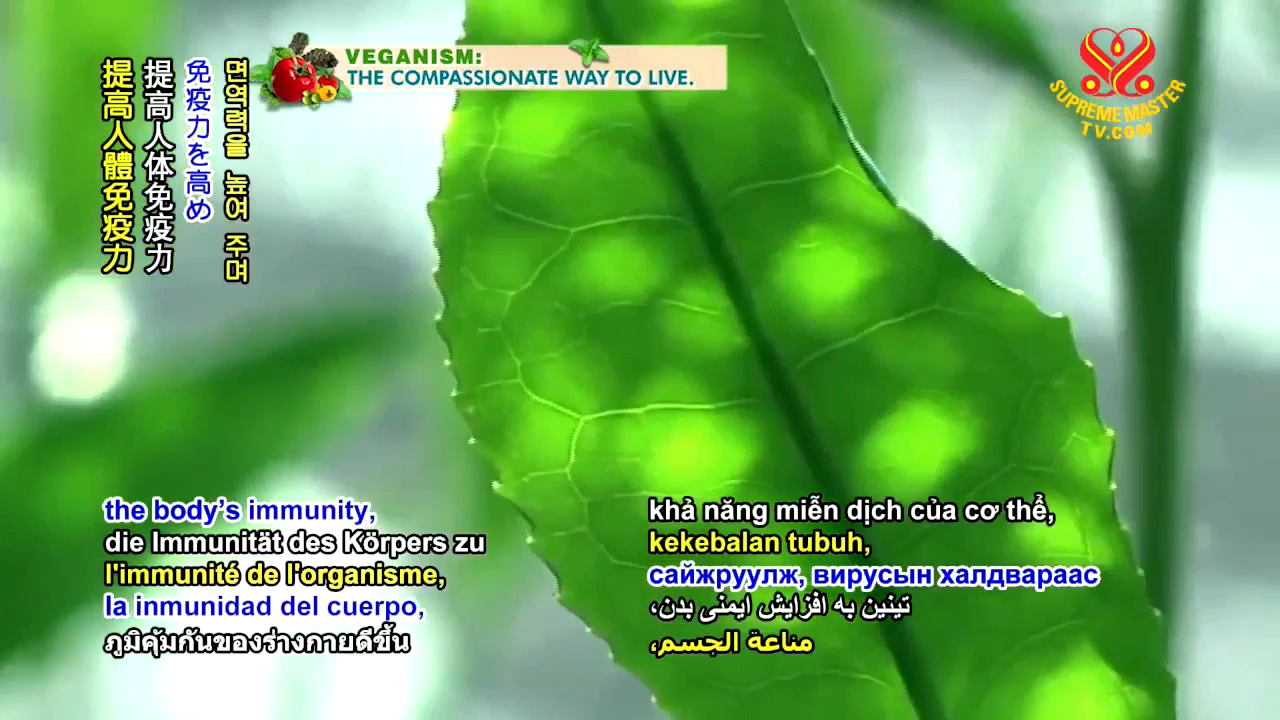 VEGANISM:
THE COMPASSIONATE WAY TO LIVE.
SUPREME MASTER
TV.COM
면역력을 높여 주며
免疫力を高め
提高人体免疫力
提高人體免疫力
the body's immunity,
die Immunität des Körpers zu
l'immunité de l'organisme,
la inmunidad del cuerpo,
ภูมิคุ้มกันของร่างกายดีขึ้น
khả năng miễn dịch của cơ thể,
kekebalan tubuh,
сайжруулж, вирусын халдвараас
تینین به افزایش ایمنی بدن،
مناعة الجسم،